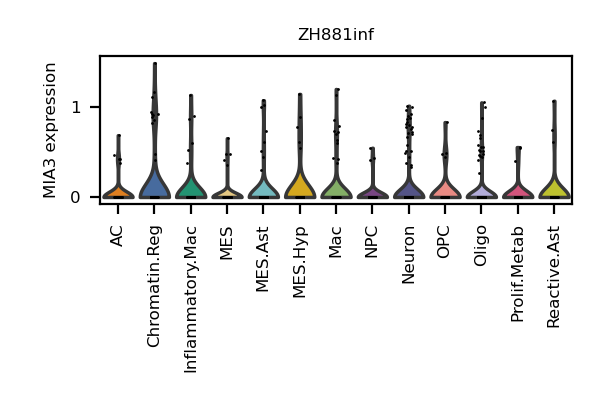 ZH881inf
MIA3 expression
1
0
AC
Chromatin.Reg
Inflammatory.Mac
MES
MES.Ast
MES.Hyp
Mac
NPC
Neuron
OPC
Oligo
Prolif.Metab
Reactive.Ast